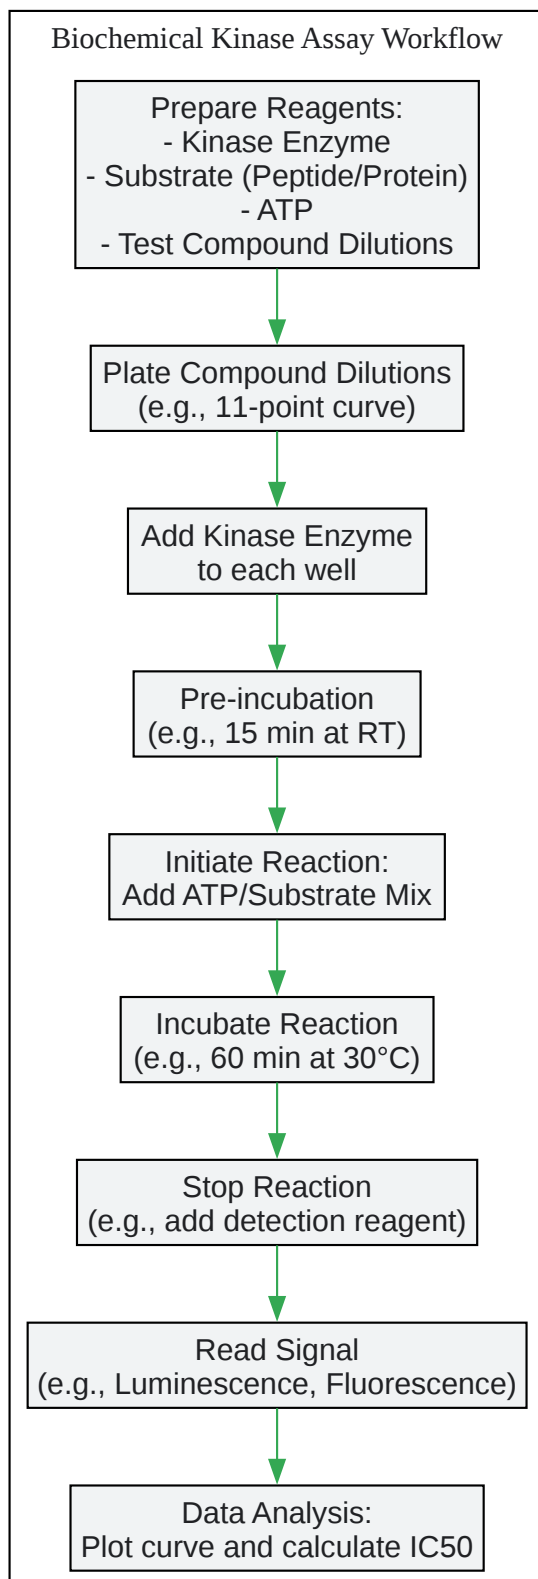 Biochemical Kinase Assay Workflow
Prepare Reagents:
- Kinase Enzyme
- Substrate (Peptide/Protein)
- ATP
- Test Compound Dilutions
Plate Compound Dilutions
(e.g., 11-point curve)
Add Kinase Enzyme
to each well
Pre-incubation
(e.g., 15 min at RT)
Initiate Reaction:
Add ATP/Substrate Mix
Incubate Reaction
(e.g., 60 min at 30°C)
Stop Reaction
(e.g., add detection reagent)
Read Signal
(e.g., Luminescence, Fluorescence)
Data Analysis:
Plot curve and calculate IC50